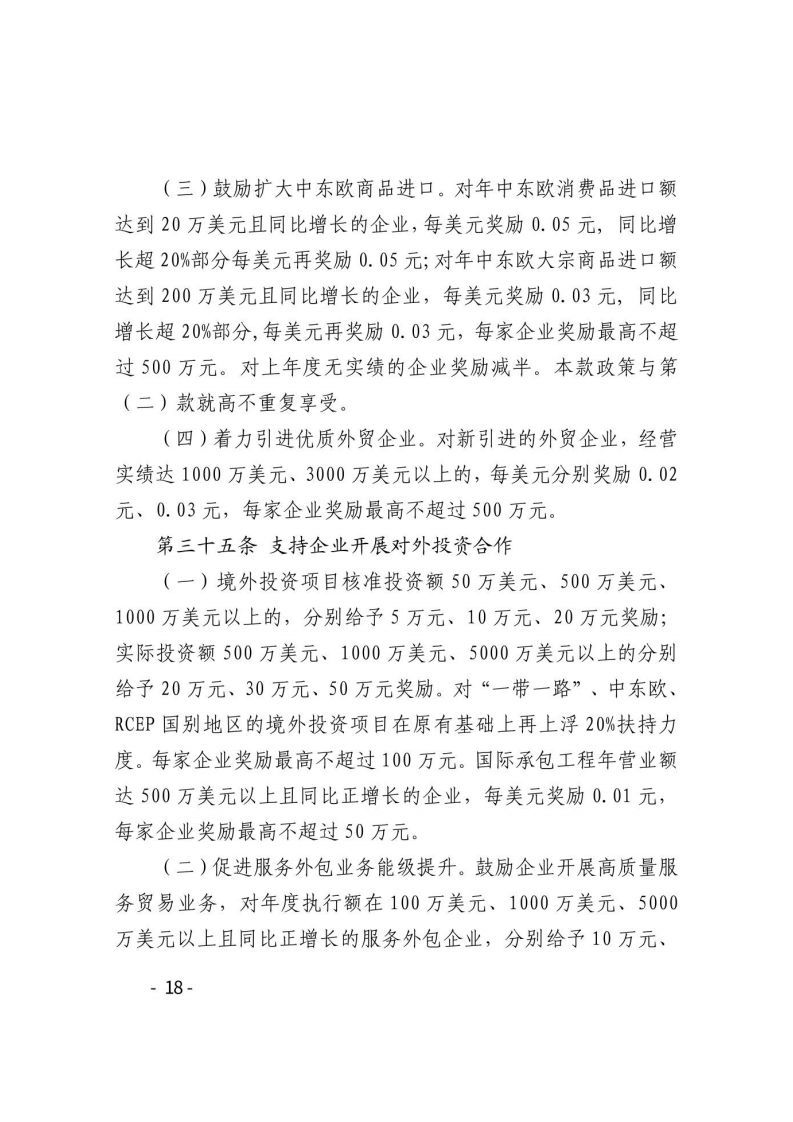 （三）鼓励扩大中东欧商品进口。对年中东欧消费品进口额
达到 20 万美元且同比增长的企业，每美元奖励 0.05 元，同比增
长超 20%部分每美元再奖励 0.05 元；对年中东欧大宗商品进口额
达到 200 万美元且同比增长的企业，每美元奖励 0.03 元，同比
增长超 20%部分，每美元再奖励 0.03 元，每家企业奖励最高不超
过 500 万元。对上年度无实绩的企业奖励减半。本款政策与第
（二）款就高不重复享受。
（四）着力引进优质外贸企业。对新引进的外贸企业，经营
实绩达 1000 万美元、3000 万美元以上的，每美元分别奖励 0.02
元、0.03 元，每家企业奖励最高不超过 500 万元。
第三十五条 支持企业开展对外投资合作
（一）境外投资项目核准投资额 50 万美元、500 万美元、
1000 万美元以上的，分别给予 5 万元、10 万元、20 万元奖励；
实际投资额 500 万美元、1000 万美元、5000 万美元以上的分别
给予 20 万元、30 万元、50 万元奖励。对“一带一路”、中东欧、
RCEP 国别地区的境外投资项目在原有基础上再上浮 20%扶持力
度。每家企业奖励最高不超过 100 万元。国际承包工程年营业额
达 500 万美元以上且同比正增长的企业，每美元奖励 0.01 元，
每家企业奖励最高不超过 50 万元。
（二）促进服务外包业务能级提升。鼓励企业开展高质量服
务贸易业务，对年度执行额在 100 万美元、1000 万美元、5000
万美元以上且同比正增长的服务外包企业，分别给予 10 万元、
- 18 -